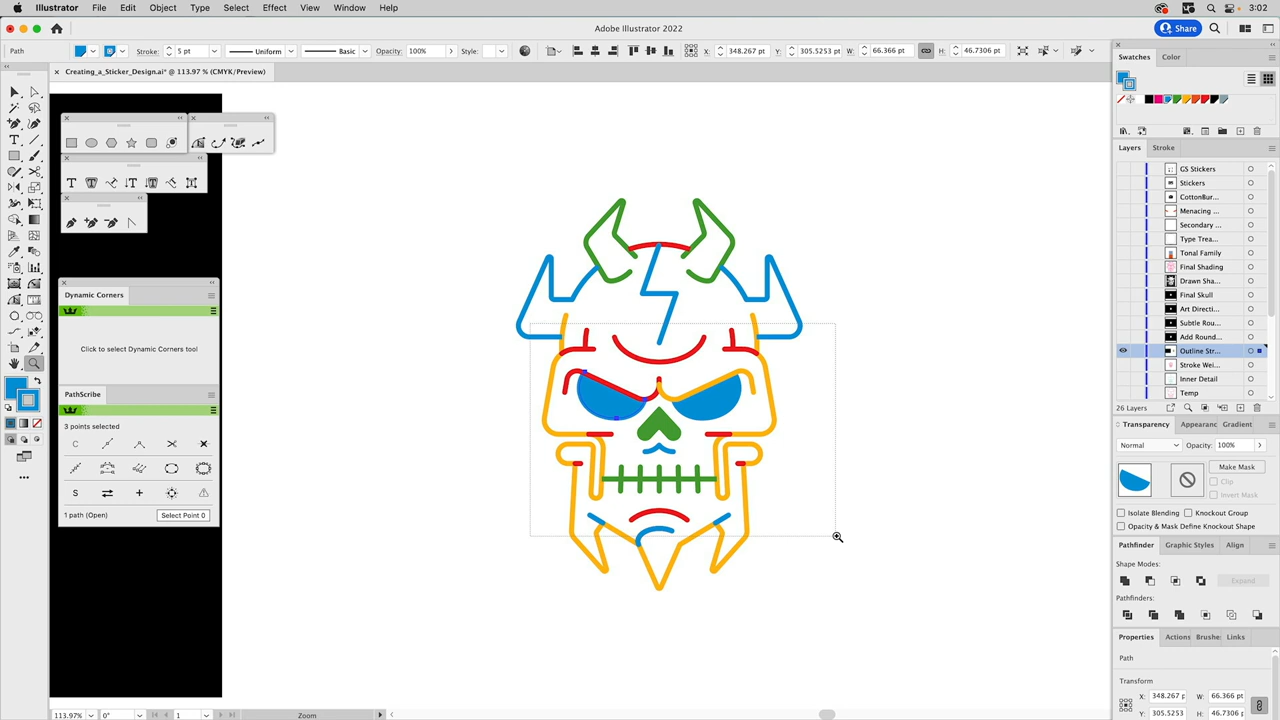 Illustrator File Edit Object Type Select Effect View Window Help 3:02
Adobe Illustrator 2022
Share
Path Stroke: 5 pt Uniform Basic Opacity: 100% Style: X: 348.267 pt Y: 305.5253 pt W: 66.366 pt H: 46.7306 pt
× Creating_a_Sticker_Design.ai* @ 113.97 % (CMYK/Preview)
Swatches Color
Layers Stroke
GS Stickers
Stickers
CottonBur...
Menacing ...
Secondary ...
Type Trea...
Tonal Family
Final Shading
Drawn Sha...
Final Skull
Art Directi...
Subtle Rou...
Add Round...
Outline Str...
Stroke Wei...
Inner Detail
Temp
26 Layers
Dynamic Corners
Click to select Dynamic Corners tool
PathScribe
3 points selected
1 path (Open) Select Point 0
Transparency Appearanc Gradient
Normal Opacity: 100%
Make Mask
Clip
Invert Mask
Isolate Blending Knockout Group
Opacity & Mask Define Knockout Shape
Pathfinder Graphic Styles Align
Shape Modes:
Expand
Pathfinders:
Properties Actions Brushe Links
Path
Transform
X: 348.267 p W: 66.366 pt
Y: 305.5253 H: 46.7306 pt
113.97% 0° 1 Zoom